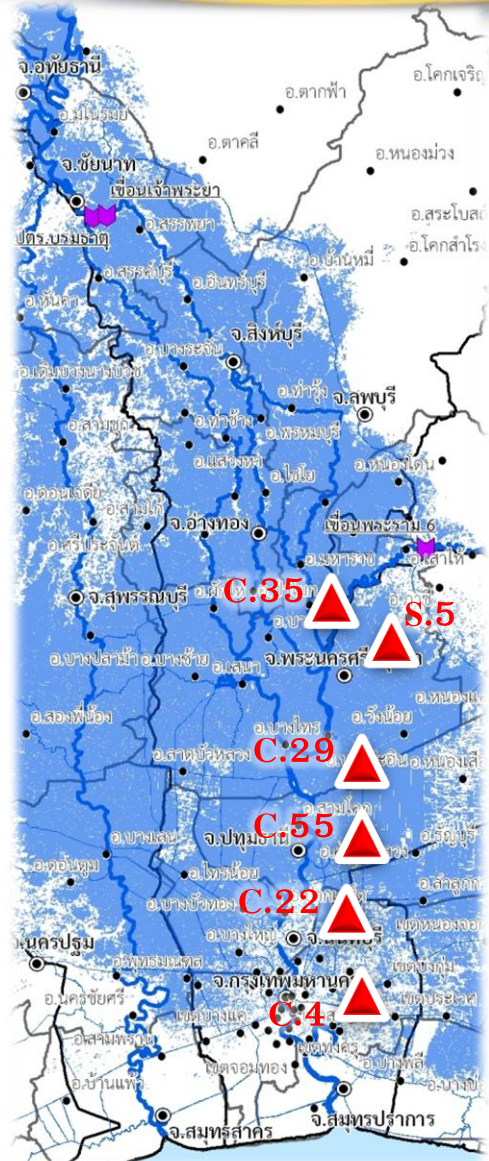 จ.อุทัยธานี
อ.โคกเจริญ
อ.ตากฟ้า
อ.มโนรมย์
อ.ตาคลี
อ.หนองม่วง
จ.ชัยนาท
เขื่อนเจ้าพระยา
อ.สรรพยา
ปตร.บรมธาตุ
อ.สระโบสถ์
อ.โคกสำโรง
อ.บ้านหมี่
อ.สรรค์บุรี
อ.อินทร์บุรี
อ.หันคา
จ.สิงห์บุรี
อ.บางระจัน
อ.เดิมบางนางบวช
อ.ท่าวุ้ง
จ.ลพบุรี
อ.สามชุก
อ.ท่าช้าง
อ.พรหมบุรี
อ.แสวงหา
อ.ไชโย
อ.หนองโดน
อ.ดอนเจดีย์
อ.สามโก้
จ.อ่างทอง
เขื่อนพระราม 6
อ.ศรีประจันต์
อ.มหาราช
อ.เสาไห้
จ.สุพรรณบุรี
C.35
S.5
อ.บางปลาม้า
อ.บางซ้าย
อ.เสนา
จ.พระนครศรี
อ.สองพี่น้อง
อ.บางไทร
อ.วังน้อย
อ.ลาดบัวหลวง
C.29
อ.สามโคก
C.55
อ.บางเลน
จ.ปทุมธานี
อ.ธัญบุรี
อ.ดอนตูม
อ.ไทรน้อย
อ.บางบัวทอง
C.22
อ.ลำลูกกา
เขตหนองจอก
จ.นครปฐม
อ.บางใหญ่
จ.นนทบุรี
อ.พุทธมณฑล
เขตบึงกุ่ม
อ.นครชัยศรี
จ.กรุงเทพมหานคร
เขตประเวศ
เขตบางแค
C.4
อ.สามพราน
เขตทุ่งครุ
อ.บ้านแพ้ว
เขตจอมทอง
อ.บางพลี
จ.สมุทรสาคร
จ.สมุทรปราการ